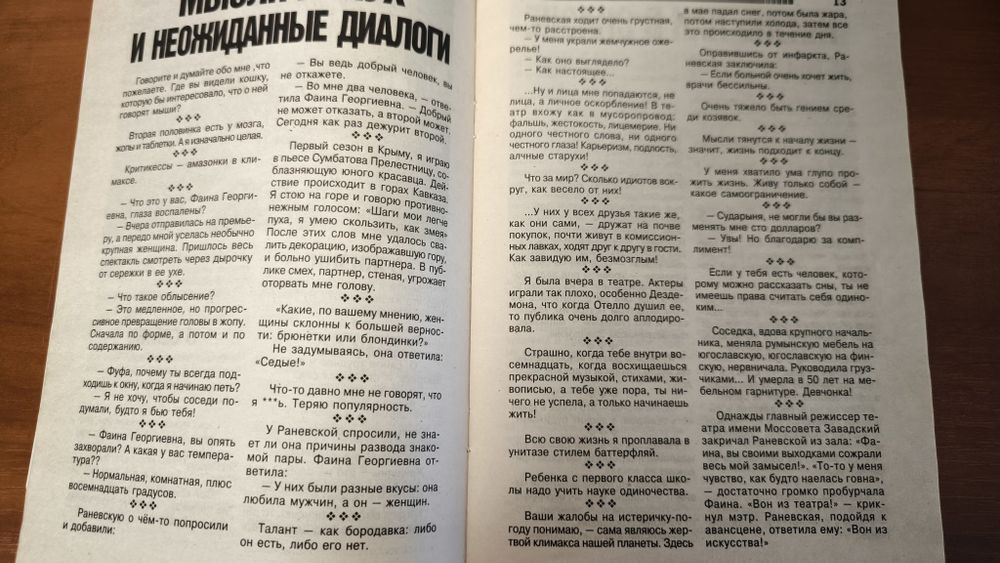 И НЕОЖИДАННЫЕ ДИАЛОГИ
Говорите и думайте обо мне ,что
пожелаете. Где вы видели кошку,
которую бы интересовало, что о ней
говорят мыши?
❖❖❖
Вторая половинка есть у мозга,
жопы и таблетки. А я изначально целая.
❖❖❖
Критикессы – амазонки в кли-
максе.
❖❖❖
– Что это у вас, Фаина Георги-
евна, глаза воспалены?
– Вчера отправилась на премье-
ру, а передо мной уселась необычно
крупная женщина. Пришлось весь
спектакль смотреть через дырочку
от сережки в ее ухе.
❖❖❖
– Что такое облысение?
– Это медленное, но прогрес-
сивное превращение головы в жопу.
Сначала по форме, а потом и по
содержанию.
❖❖❖
– Фуфа, почему ты всегда под-
ходишь к окну, когда я начинаю петь?
– Я не хочу, чтобы соседи по-
думали, будто я бью тебя!
❖❖❖
– Фаина Георгиевна, вы опять
захворали? А какая у вас темпера-
тура??
– Нормальная, комнатная, плюс
восемнадцать градусов.
❖❖❖
Раневскую о чём-то попросили
и добавили:
– Вы ведь добрый человек, вы
не откажете.
– Во мне два человека, – отве-
тила Фаина Георгиевна. – Добрый
не может отказать, а второй может.
Сегодня как раз дежурит второй.
❖❖❖
Первый сезон в Крыму, я играю
в пьесе Сумбатова Прелестницу, со-
блазняющую юного красавца. Дей-
ствие происходит в горах Кавказа.
Я стою на горе и говорю противно-
нежным голосом: «Шаги мои легче
пуха, я умею скользить, как змея»
После этих слов мне удалось сва-
лить декорацию, изображавшую гору,
и больно ушибить партнера. В пуб-
лике смех, партнер, стеная, угрожает
оторвать мне голову.
❖❖❖
«Какие, по вашему мнению, жен-
щины склонны к большей вернос-
ти: брюнетки или блондинки?»
Не задумываясь, она ответила:
«Седые!»
❖❖❖
Что-то давно мне не говорят, что
я ***ь. Теряю популярность.
❖❖❖
У Раневской спросили, не зна-
ет ли она причины развода знако-
мой пары. Фаина Георгиевна от-
ветила:
– У них были разные вкусы: она
любила мужчин, а он – женщин.
❖❖❖
Талант – как бородавка: либо
он есть, либо его нет.
❖❖❖
Раневская ходит очень грустная,
чем-то расстроена.
– У меня украли жемчужное оже-
релье!
– Как оно выглядело?
– Как настоящее...
❖❖❖
...Ну и лица мне попадаются, не
лица, а личное оскорбление! В те-
атр вхожу как в мусоропровод:
фальшь, жестокость, лицемерие. Ни
одного честного слова, ни одного
честного глаза! Карьеризм, подлость,
алчные старухи!
❖❖❖
Что за мир? Сколько идиотов вок-
руг, как весело от них!
❖❖❖
...У них у всех друзья такие же,
как они сами, – дружат на почве
покупок, почти живут в комиссион-
ных лавках, ходят друг к другу в гости.
Как завидую им, безмозглым!
❖❖❖
Я была вчера в театре. Актеры
играли так плохо, особенно Дезде-
мона, что когда Отелло душил ее,
то публика очень долго аплодиро-
вала.
❖❖❖
Страшно, когда тебе внутри во-
семнадцать, когда восхищаешься
прекрасной музыкой, стихами, жи-
вописью, а тебе уже пора, ты ни-
чего не успела, а только начинаешь
жить!
❖❖❖
Всю свою жизнь я проплавала в
унитазе стилем баттерфляй.
❖❖❖
Ребенка с первого класса шко-
лы надо учить науке одиночества.
❖❖❖
Ваши жалобы на истеричку-по-
году понимаю, – сама являюсь жер-
твой климакса нашей планеты. Здесь
13
в мае падал снег, потом была жара,
потом наступили холода, затем все
это происходило в течение дня.
❖❖❖
Оправившись от инфаркта, Ра-
невская заключила:
– Если больной очень хочет жить,
врачи бессильны.
❖❖❖
Очень тяжело быть гением сре-
ди козявок.
❖❖❖
Мысли тянутся к началу жизни –
значит, жизнь подходит к концу.
❖❖❖
У меня хватило ума глупо про-
жить жизнь. Живу только собой –
какое самоограничение.
❖❖❖
– Сударыня, не могли бы вы раз-
менять мне сто долларов?
– Увы! Но благодарю за комп-
лимент!
❖❖❖
Если у тебя есть человек, кото-
рому можно рассказать сны, ты не
имеешь права считать себя одино-
ким...
❖❖❖
Соседка, вдова крупного началь-
ника, меняла румынскую мебель на
югославскую, югославскую на фин-
скую, нервничала. Руководила груз-
чиками... И умерла в 50 лет на ме-
бельном гарнитуре. Девчонка!
❖❖❖
Однажды главный режиссер те-
атра имени Моссовета Завадский
закричал Раневской из зала: «Фа-
ина, вы своими выходками сожрали
весь мой замысел!». «То-то у меня
чувство, как будто наелась говна»,
– достаточно громко пробурчала
Фаина. «Вон из театра!» – крик-
нул мэтр. Раневская, подойдя к
авансцене, ответила ему: «Вон из
искусства!»